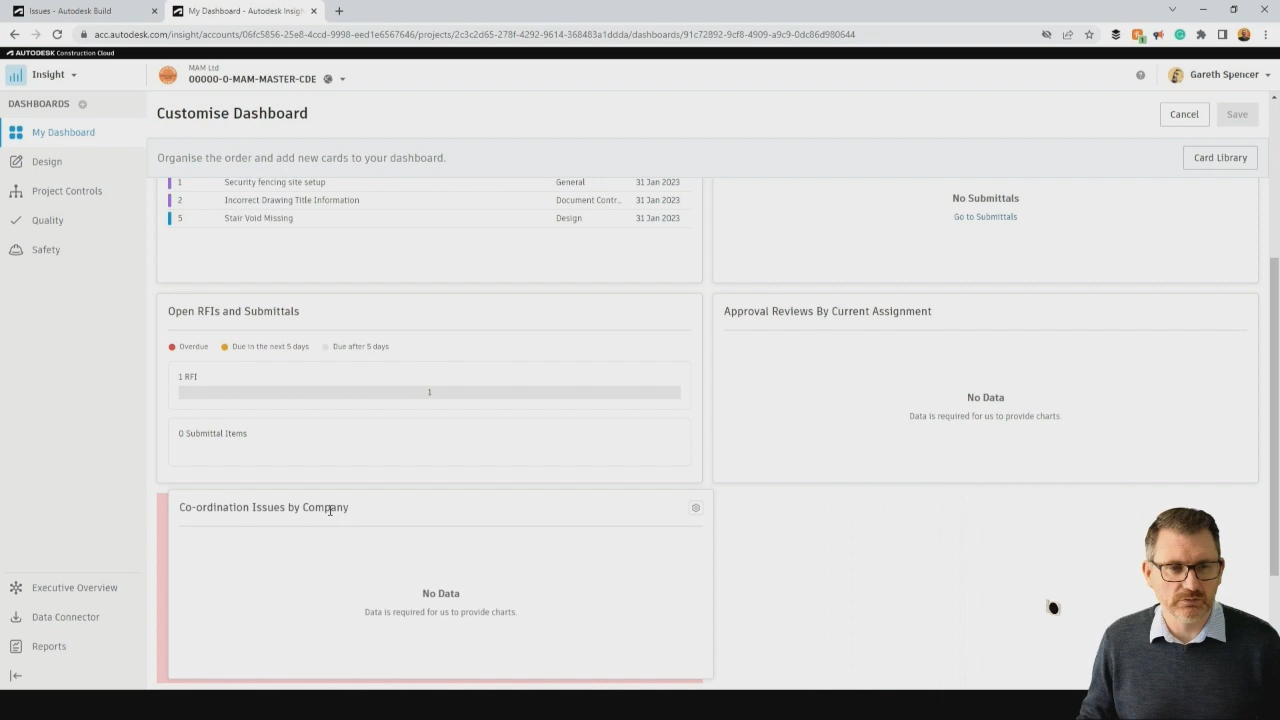 Issues - Autodesk Build
My Dashboard - Autodesk Insigh
acc.autodesk.com/insight/accounts/06fc5856-25e8-4ccd-9998-eed1e6567646/projects/2c3c2d65-278f-4292-9614-368483a1ddda/dashboards/91c72892-9cf8-4909-a9c9-0dc86d980644
AUTODESK Construction Cloud
Insight
MAM Ltd
00000-0-MAM-MASTER-CDE
Gareth Spencer
DASHBOARDS
My Dashboard
Design
Project Controls
Quality
Safety
Executive Overview
Data Connector
Reports
Customise Dashboard
Cancel
Save
Organise the order and add new cards to your dashboard.
Card Library
1 Security fencing site setup General 31 Jan 2023
2 Incorrect Drawing Title Information Document Contr... 31 Jan 2023
5 Stair Void Missing Design 31 Jan 2023
No Submittals
Go to Submittals
Open RFIs and Submittals
Overdue Due in the next 5 days Due after 5 days
1 RFI
1
0 Submittal Items
Approval Reviews By Current Assignment
No Data
Data is required for us to provide charts.
Co-ordination Issues by Company
No Data
Data is required for us to provide charts.